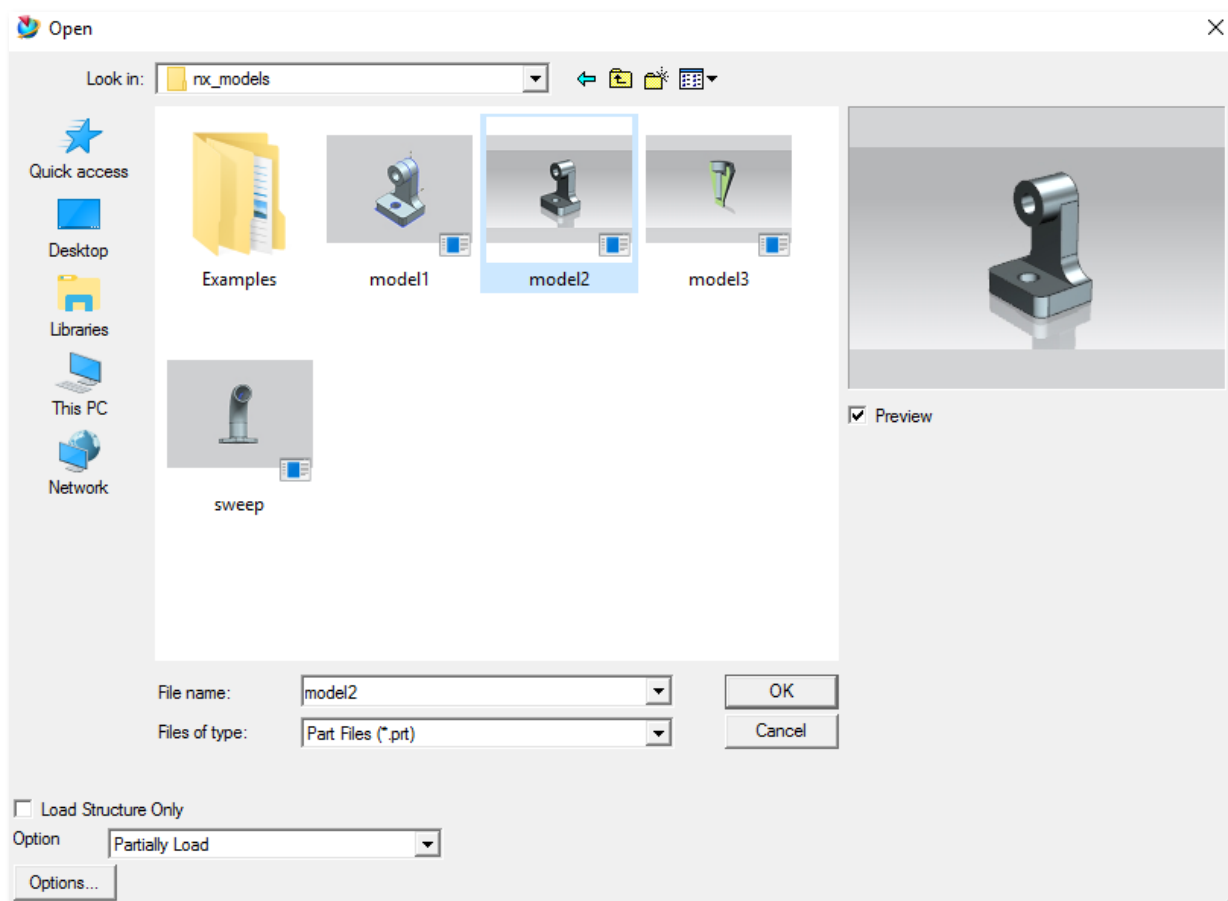 Open
Look in:
nx_models
Quick access
Desktop
Libraries
This PC
Network
Examples
model1
model2
model3
sweep
Preview
File name:
model2
OK
Files of type:
Part Files (*.prt)
Cancel
Load Structure Only
Option
Partially Load
Options...